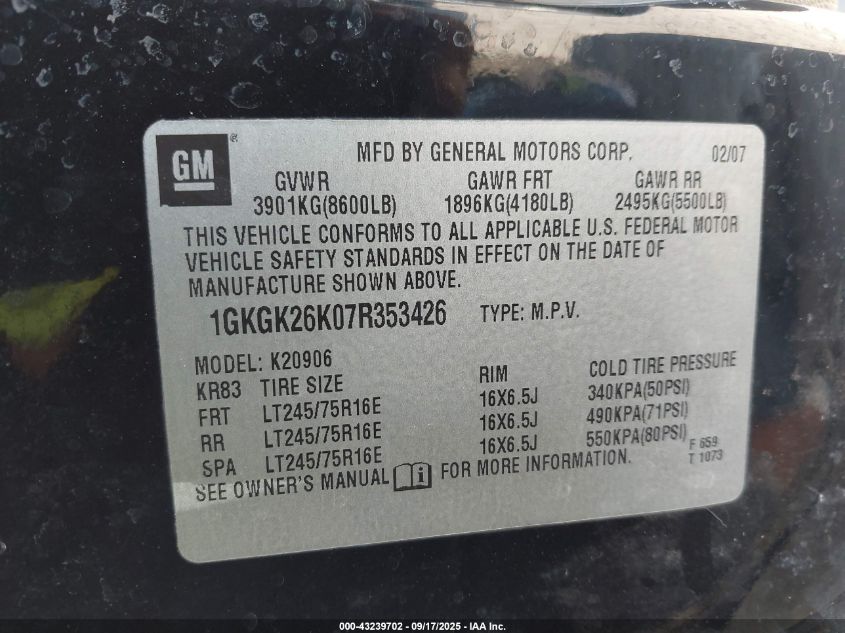 GM
MFD BY GENERAL MOTORS CORP. 02/07
GVWR GAWR FRT GAWR RR
3901KG(8600LB) 1896KG(4180LB) 2495KG(5500LB)
THIS VEHICLE CONFORMS TO ALL APPLICABLE U.S. FEDERAL MOTOR
VEHICLE SAFETY STANDARDS IN EFFECT ON THE DATE OF
MANUFACTURE SHOWN ABOVE.
1GKGK26K07R353426 TYPE: M.P.V.
MODEL: K20906
KR83 TIRE SIZE RIM COLD TIRE PRESSURE
FRT LT245/75R16E 16X6.5J 340KPA(50PSI)
RR LT245/75R16E 16X6.5J 490KPA(71PSI)
SPA LT245/75R16E 16X6.5J 550KPA(80PSI) F 659
SEE OWNER'S MANUAL FOR MORE INFORMATION. T 1073
000-43239702 - 09/17/2025 - IAA Inc.